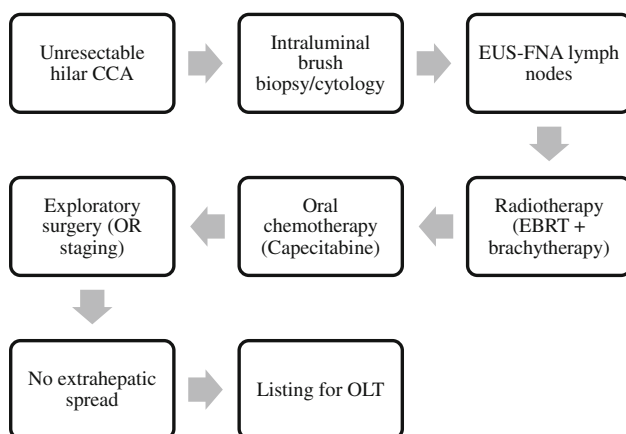 Unresectable
hilar CCA
Intraluminal
brush
biopsy/cytology
EUS-FNA lymph
nodes
Radiotherapy
(EBRT +
brachytherapy)
Oral
chemotherapy
(Capecitabine)
Exploratory
surgery (OR
staging)
No extrahepatic
spread
Listing for OLT